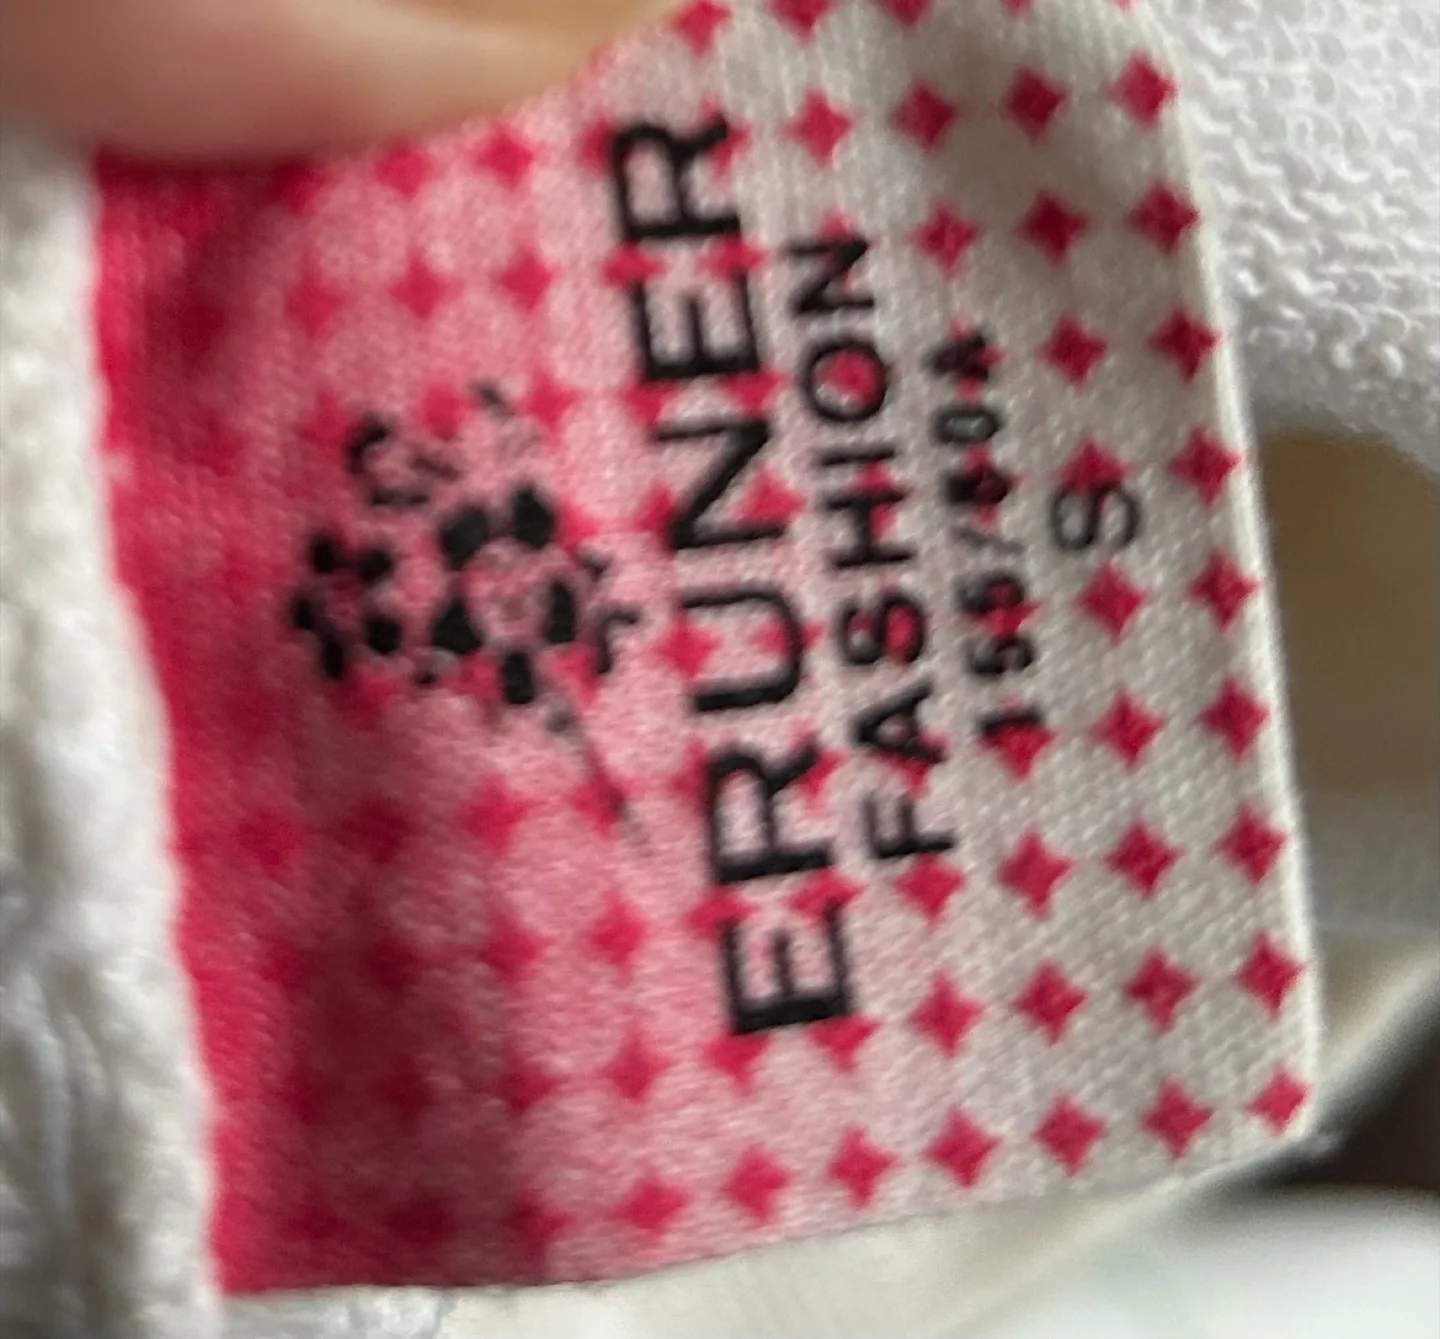 ERUNER
FASHION
155/80A
S